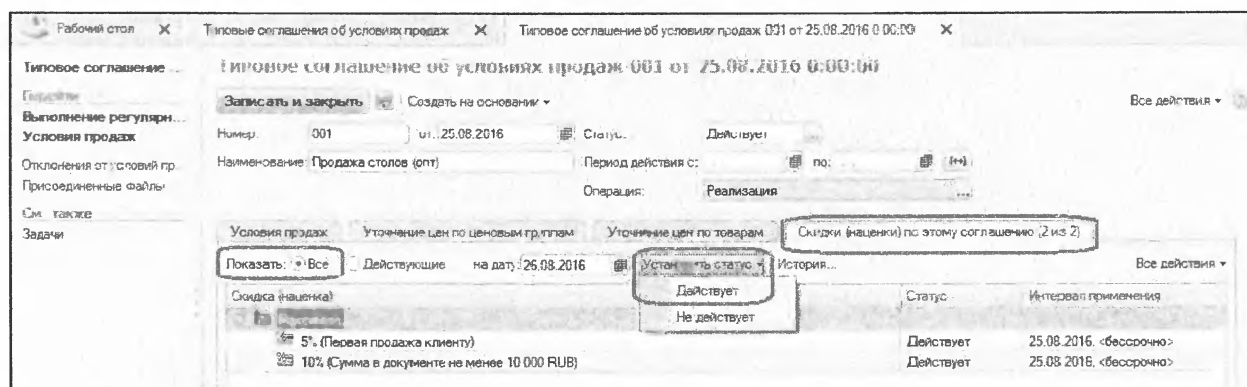 Рабочий стол Типовые соглашения об условиях продаж Типовое соглашение об условиях продаж 001 от 25.08.2016 0:00:00
Типовое соглашение ... Типовое соглашение об условиях продаж 001 от 25.08.2016 0:00:00
Перейти Записать и закрыть Создать на основании Все действия
Выполнение регулярн...
Условия продаж Номер: 001 от: 25.08.2016 Статус: Действует ...
Отклонения от условий пр... Наименование: Продажа столов (опт) Период действия с: по:
Присоединенные файлы Операция: Реализация ...
См. также
Задачи Условия продаж Уточнение цен по ценовым группам Уточнение цен по товарам Скидки (наценки) по этому соглашению (2 из 2)
Показать: Все Действующие на дату: 26.08.2016 Установить статус История... Все действия
Действует
Не действует
Скидка (наценка) Статус Интервал применения
5% (Первая продажа клиенту) Действует 25.08.2016, <бессрочно>
10% (Сумма в документе не менее 10 000 RUB) Действует 25.08.2016, <бессрочно>